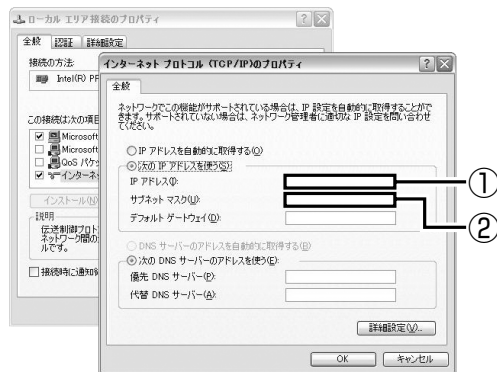 ローカル エリア接続のプロパティ
全般 認証 詳細設定
接続の方法:
Intel(R) PR
この接続は次の項目
Microsoft
Microsoft
QoS パケッ
インターネッ
インストール(N)
説明
伝送制御プロト
ネットワーク間の
ルです。
接続時に通知領
インターネット プロトコル (TCP/IP)のプロパティ
全般
ネットワークでこの機能がサポートされている場合は、IP 設定を自動的に取得することがで
きます。サポートされていない場合は、ネットワーク管理者に適切な IP 設定を問い合わせ
てください。
IP アドレスを自動的に取得する(O)
次の IP アドレスを使う(S):
IP アドレス(I):
①
サブネット マスク(U):
②
デフォルト ゲートウェイ(D):
DNS サーバーのアドレスを自動的に取得する(B)
次の DNS サーバーのアドレスを使う(E):
優先 DNS サーバー(P):
代替 DNS サーバー(A):
詳細設定(V)...
OK キャンセル